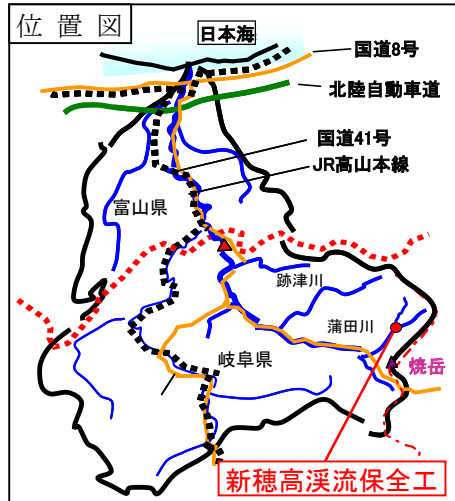 位置図
日本海
国道8号
北陸自動車道
国道41号
JR高山本線
富山県
跡津川
蒲田川
岐阜県
焼岳
新穂高渓流保全工